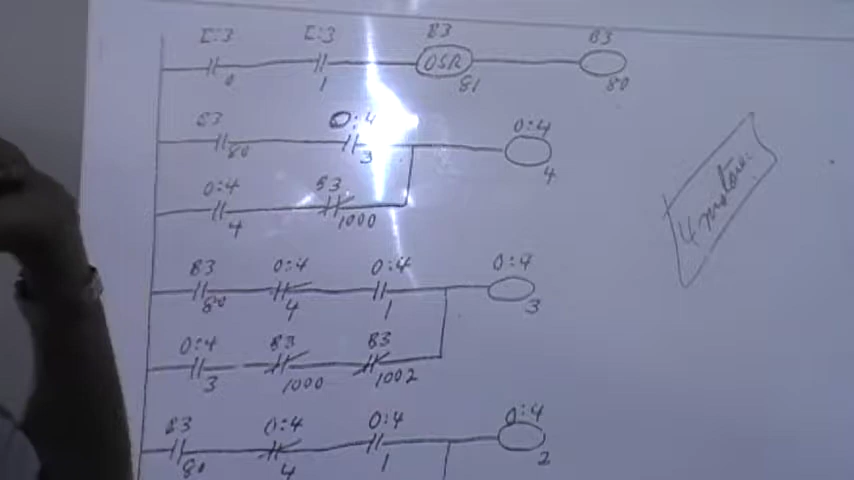 I:3 I:3 B3 B3
OSR
0 1 81 80
B3 O:4 O:4
80 3 4
O:4 B3
4 1000
B3 O:4 O:4 O:4
80 4 1 3
O:4 B3 B3
3 1000 1002
B3 O:4 O:4 O:4
80 4 1 2
4 motors.